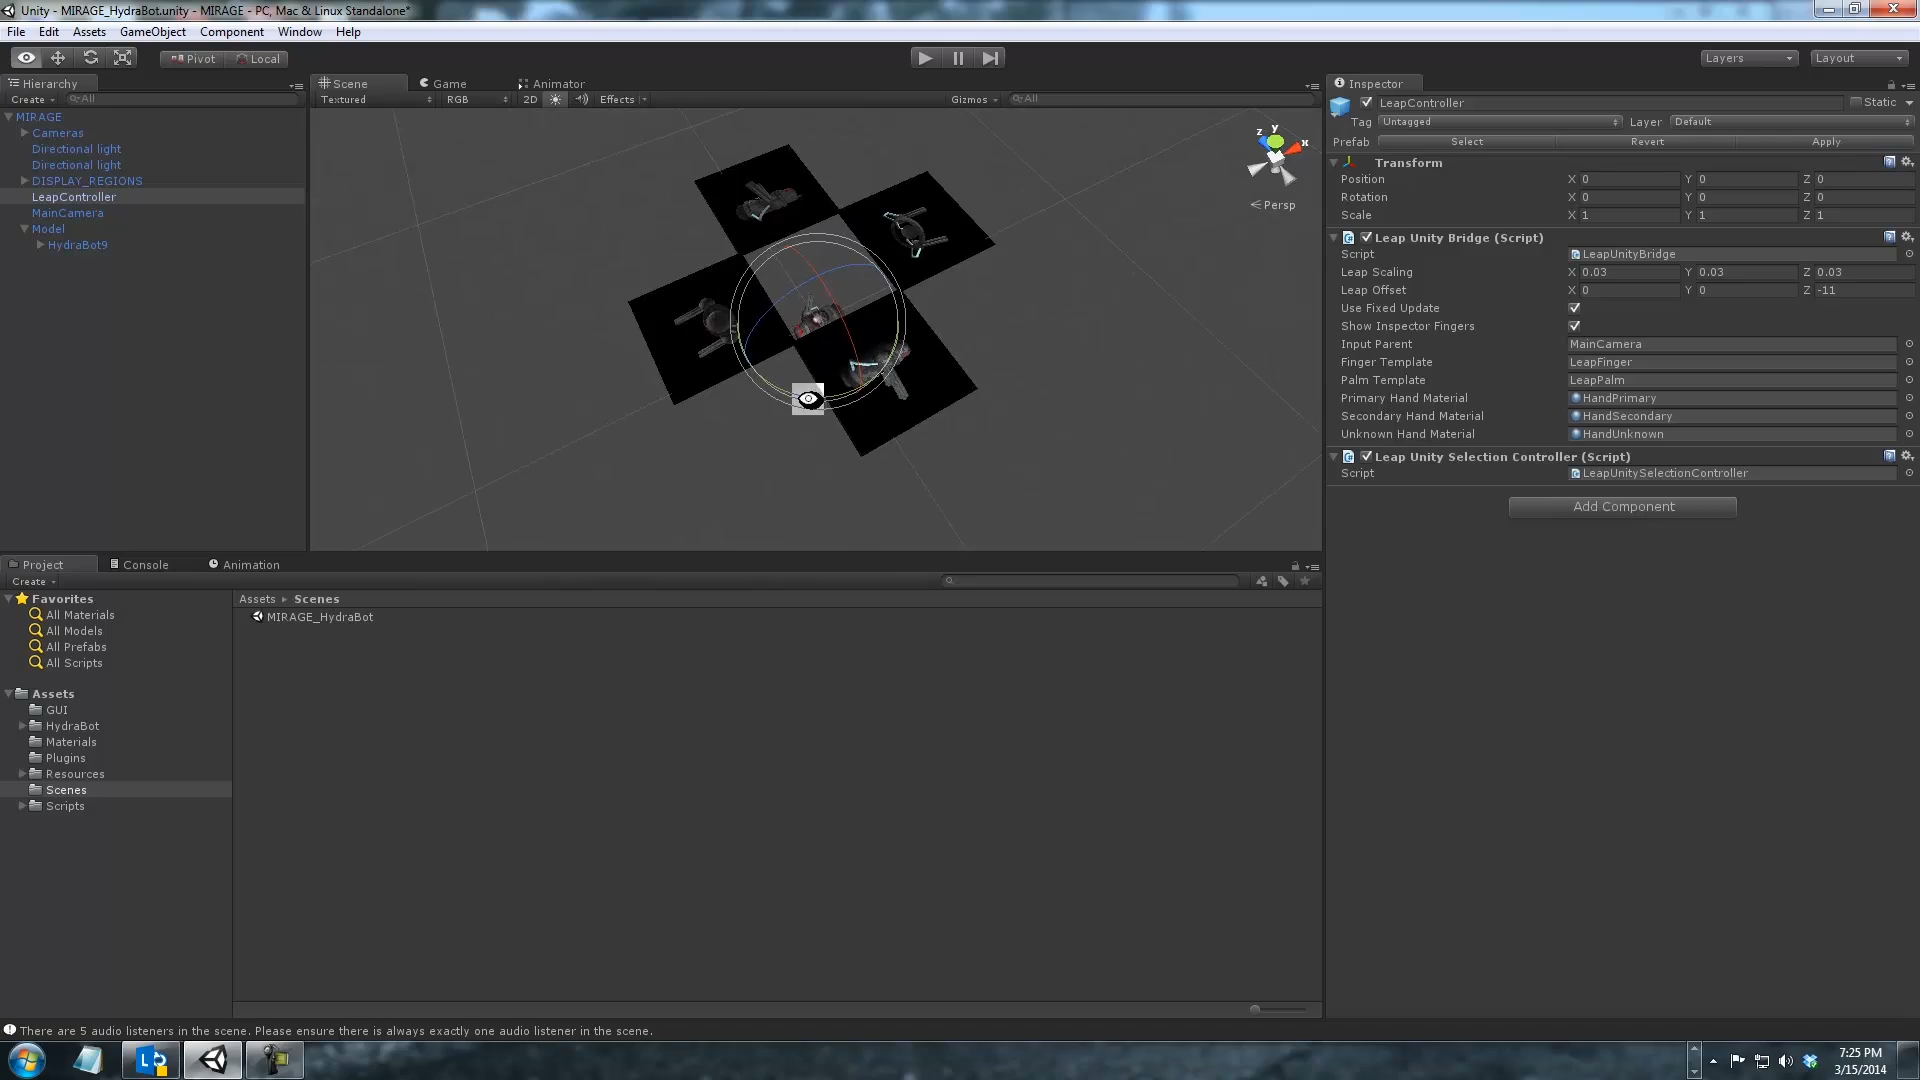 Unity - MIRAGE_HydraBot.unity - MIRAGE - PC, Mac & Linux Standalone*
File Edit Assets GameObject Component Window Help
Pivot Local Layers Layout
Hierarchy
Create All
MIRAGE
Cameras
Directional light
Directional light
DISPLAY_REGIONS
LeapController
MainCamera
Model
HydraBot9
Scene Game Animator
Textured RGB 2D Effects Gizmos All
z y x
Persp
Inspector
LeapController Static
Tag Untagged Layer Default
Prefab Select Revert Apply
Transform
Position X 0 Y 0 Z 0
Rotation X 0 Y 0 Z 0
Scale X 1 Y 1 Z 1
Leap Unity Bridge (Script)
Script LeapUnityBridge
Leap Scaling X 0.03 Y 0.03 Z 0.03
Leap Offset X 0 Y 0 Z -11
Use Fixed Update
Show Inspector Fingers
Input Parent MainCamera
Finger Template LeapFinger
Palm Template LeapPalm
Primary Hand Material HandPrimary
Secondary Hand Material HandSecondary
Unknown Hand Material HandUnknown
Leap Unity Selection Controller (Script)
Script LeapUnitySelectionController
Add Component
Project Console Animation
Create
Favorites
All Materials
All Models
All Prefabs
All Scripts
Assets
GUI
HydraBot
Materials
Plugins
Resources
Scenes
Scripts
Assets Scenes
MIRAGE_HydraBot
There are 5 audio listeners in the scene. Please ensure there is always exactly one audio listener in the scene.
7:25 PM
3/15/2014